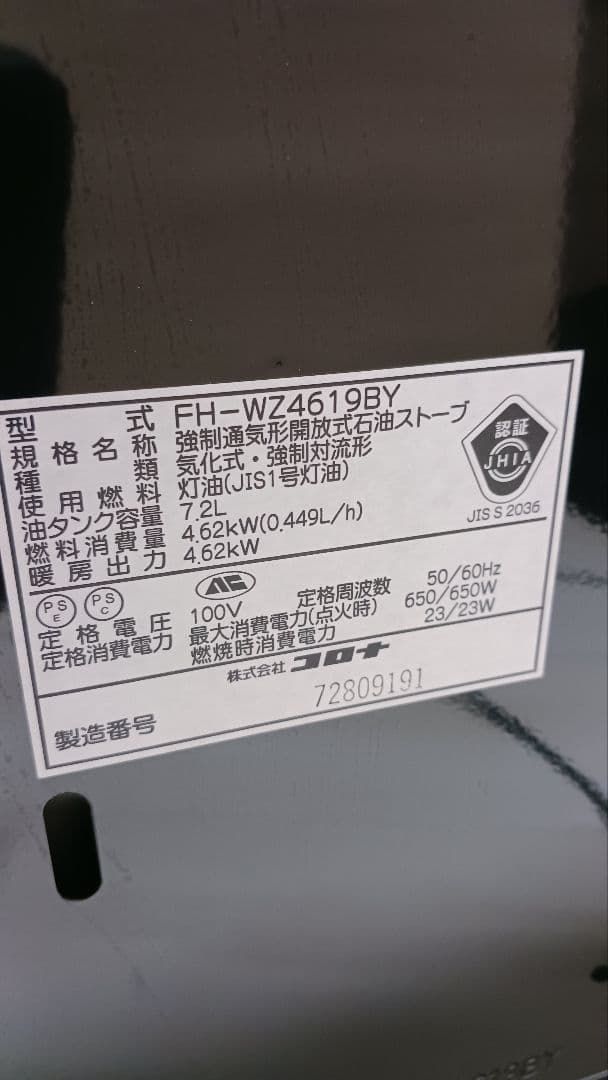 型式 FH-WZ4619BY
規格名称 強制通気形開放式石油ストーブ
種類 気化式・強制対流形
使用燃料 灯油(JIS1号灯油)
油タンク容量 7.2L
燃料消費量 4.62kW(0.449L/h)
暖房出力 4.62kW
認証
JHIA
JIS S 2036
PS E PS C
定格電圧 100V 定格周波数 50/60Hz
定格消費電力 最大消費電力(点火時) 650/650W
燃焼時消費電力 23/23W
株式会社コロナ
製造番号 72809191